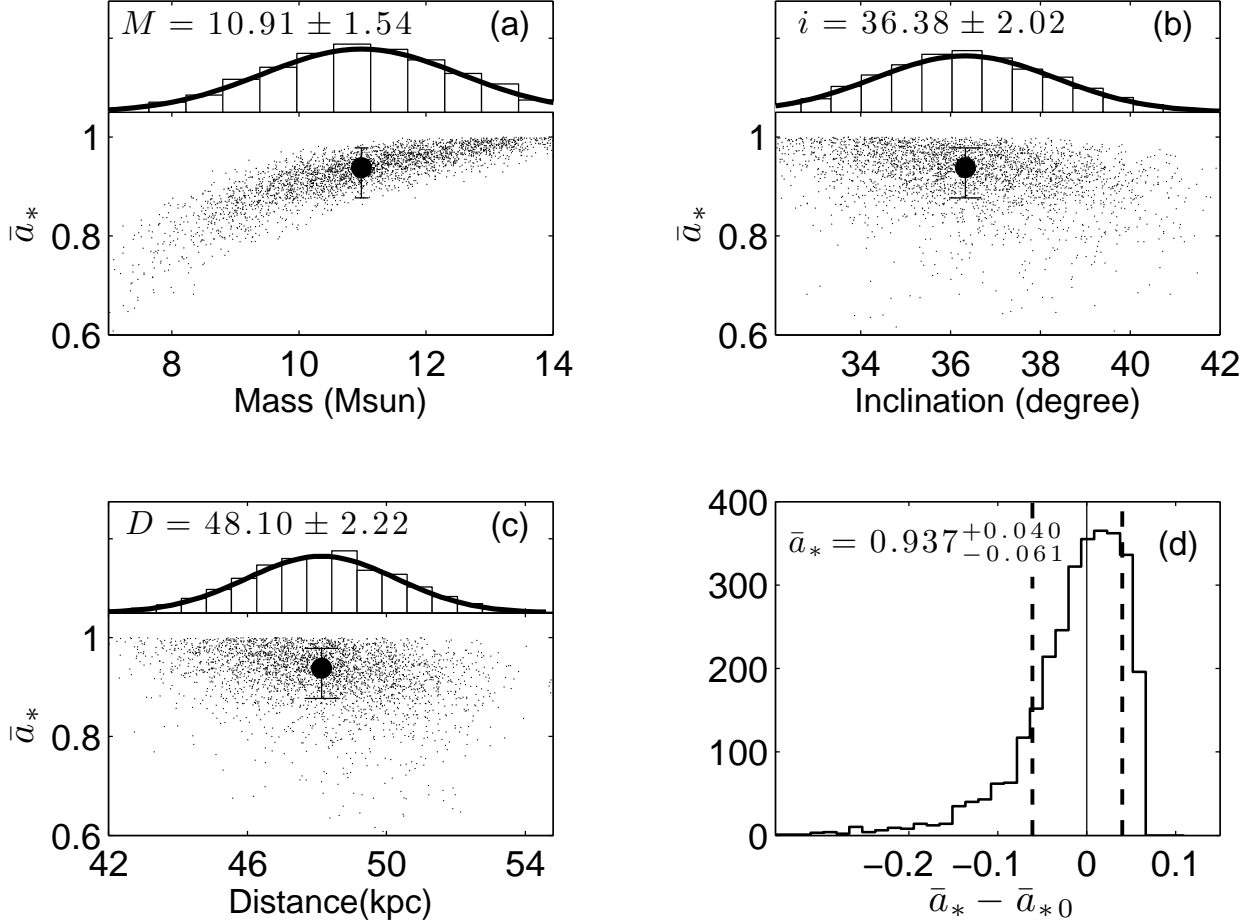 M = 10.91 ± 1.54
(a)
1
0.8
0.6
ā*
8 10 12 14
Mass (Msun)
i = 36.38 ± 2.02
(b)
1
0.8
0.6
ā*
34 36 38 40 42
Inclination (degree)
D = 48.10 ± 2.22
(c)
1
0.8
0.6
ā*
42 46 50 54
Distance(kpc)
ā* = 0.937 +0.040 −0.061
(d)
400
300
200
100
0
−0.2 −0.1 0 0.1
ā* − ā*0